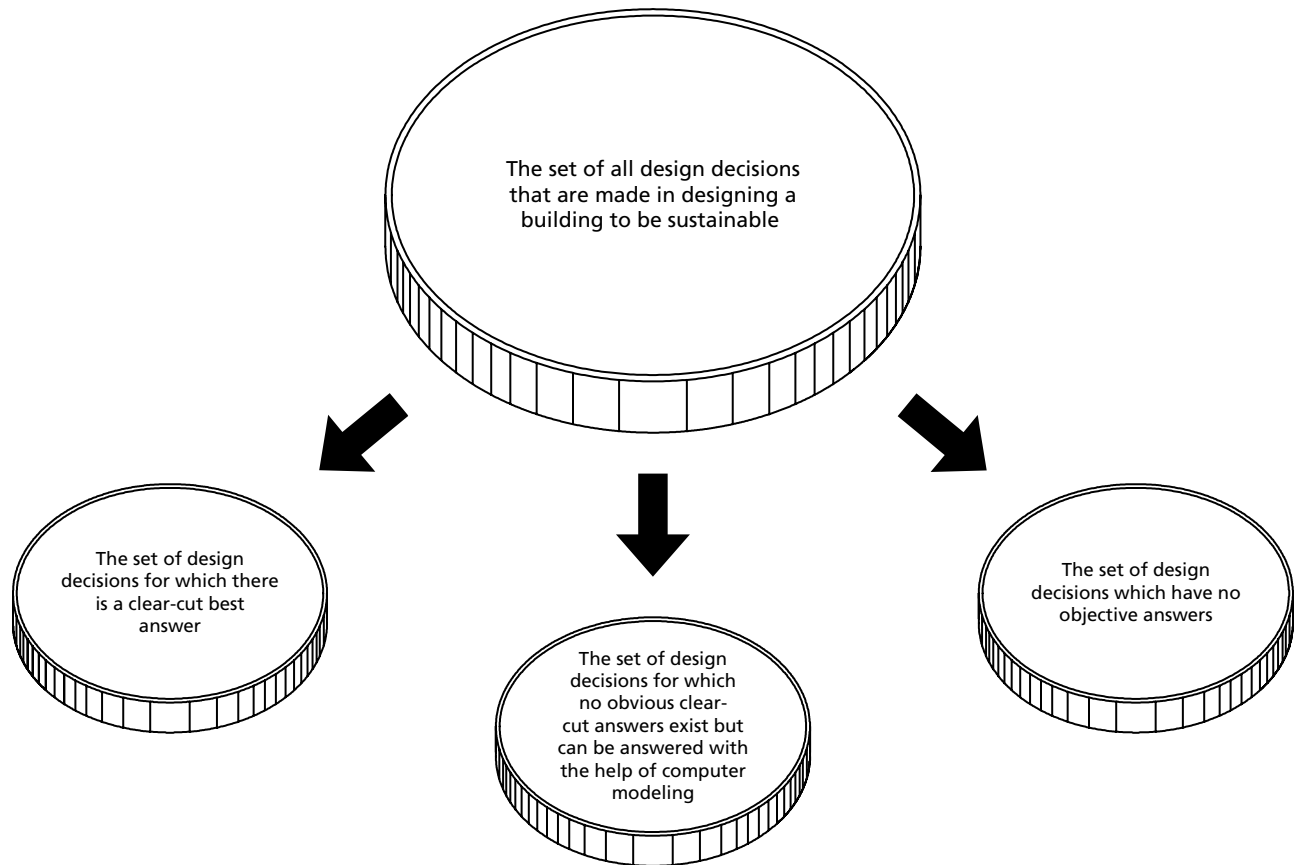 The set of all design decisions
that are made in designing a
building to be sustainable
The set of design
decisions for which there
is a clear-cut best
answer
The set of design
decisions for which
no obvious clear-
cut answers exist but
can be answered with
the help of computer
modeling
The set of design
decisions which have no
objective answers